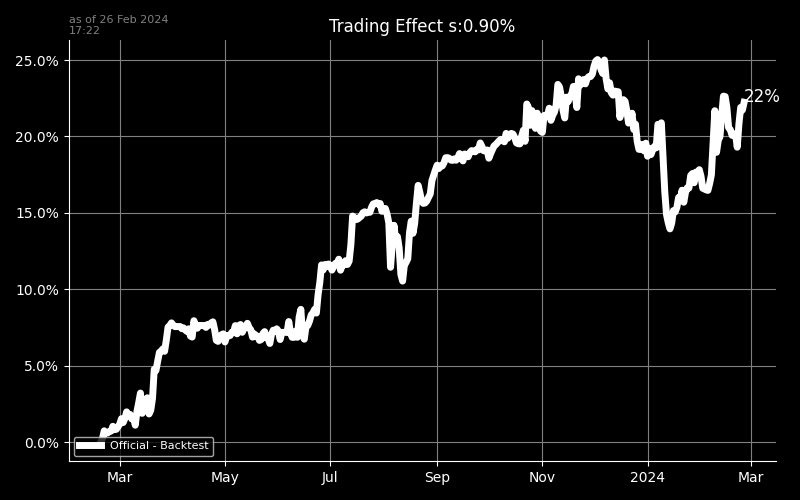 as of 26 Feb 2024
17:22
Trading Effect s:0.90%
25.0%
20.0%
15.0%
10.0%
5.0%
0.0%
22%
Official - Backtest
Mar
May
Jul
Sep
Nov
2024
Mar